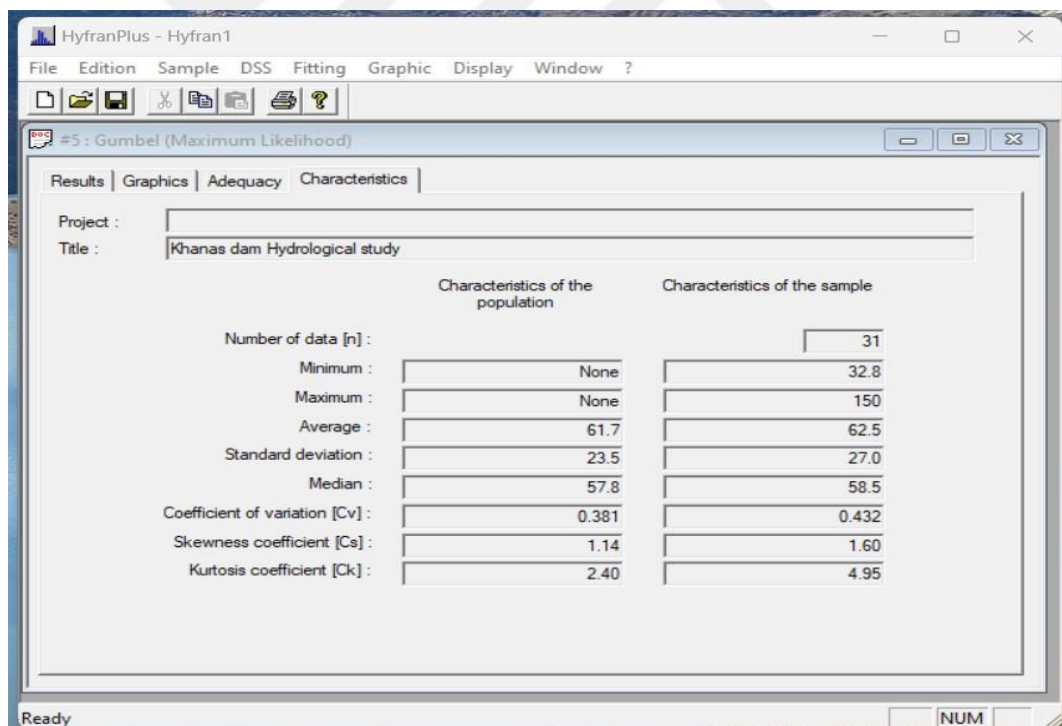 HyfranPlus - Hyfran1
File Edition Sample DSS Fitting Graphic Display Window ?
#5 : Gumbel (Maximum Likelihood)
Results Graphics Adequacy Characteristics
Project :
Title : Khanas dam Hydrological study
Characteristics of the population Characteristics of the sample
Number of data [n] : 31
Minimum : None 32.8
Maximum : None 150
Average : 61.7 62.5
Standard deviation : 23.5 27.0
Median : 57.8 58.5
Coefficient of variation [Cv] : 0.381 0.432
Skewness coefficient [Cs] : 1.14 1.60
Kurtosis coefficient [Ck] : 2.40 4.95
Ready NUM